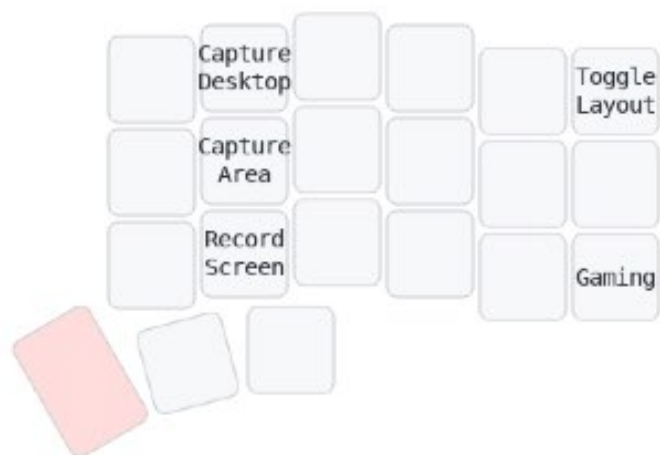 Capture
Desktop
Toggle
Layout
Capture
Area
Record
Screen
Gaming